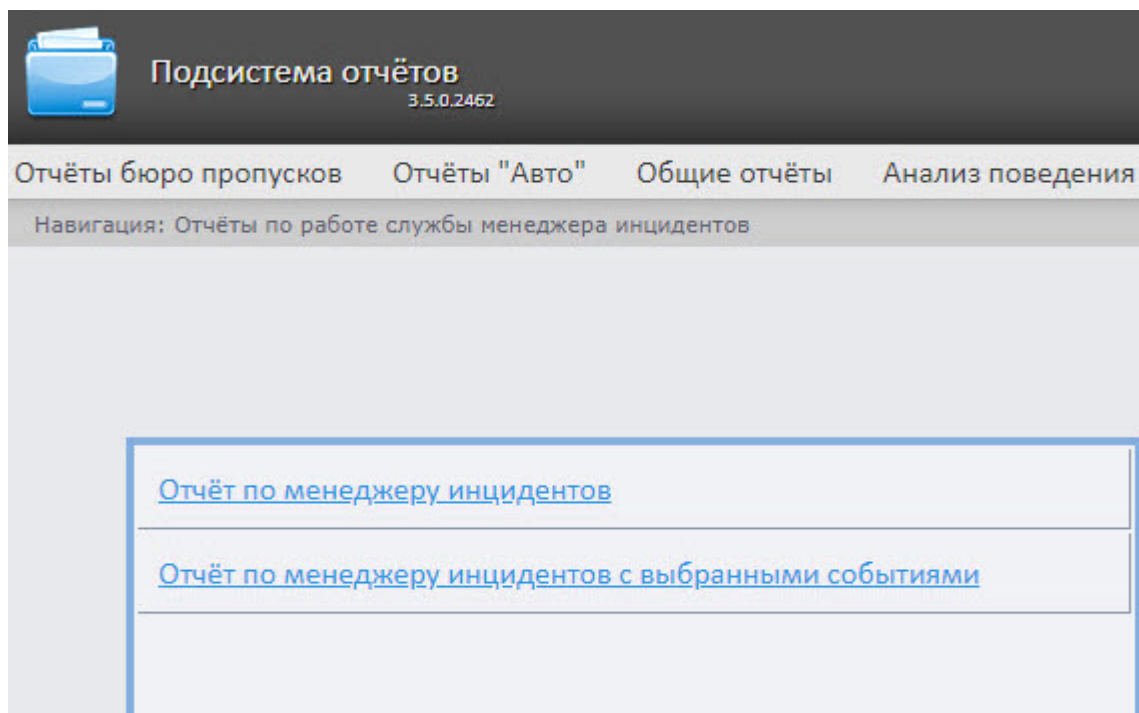 Подсистема отчётов
3.5.0.2462
Отчёты бюро пропусков Отчёты "Авто" Общие отчёты Анализ поведения
Навигация: Отчёты по работе службы менеджера инцидентов
Отчёт по менеджеру инцидентов
Отчёт по менеджеру инцидентов с выбранными событиями